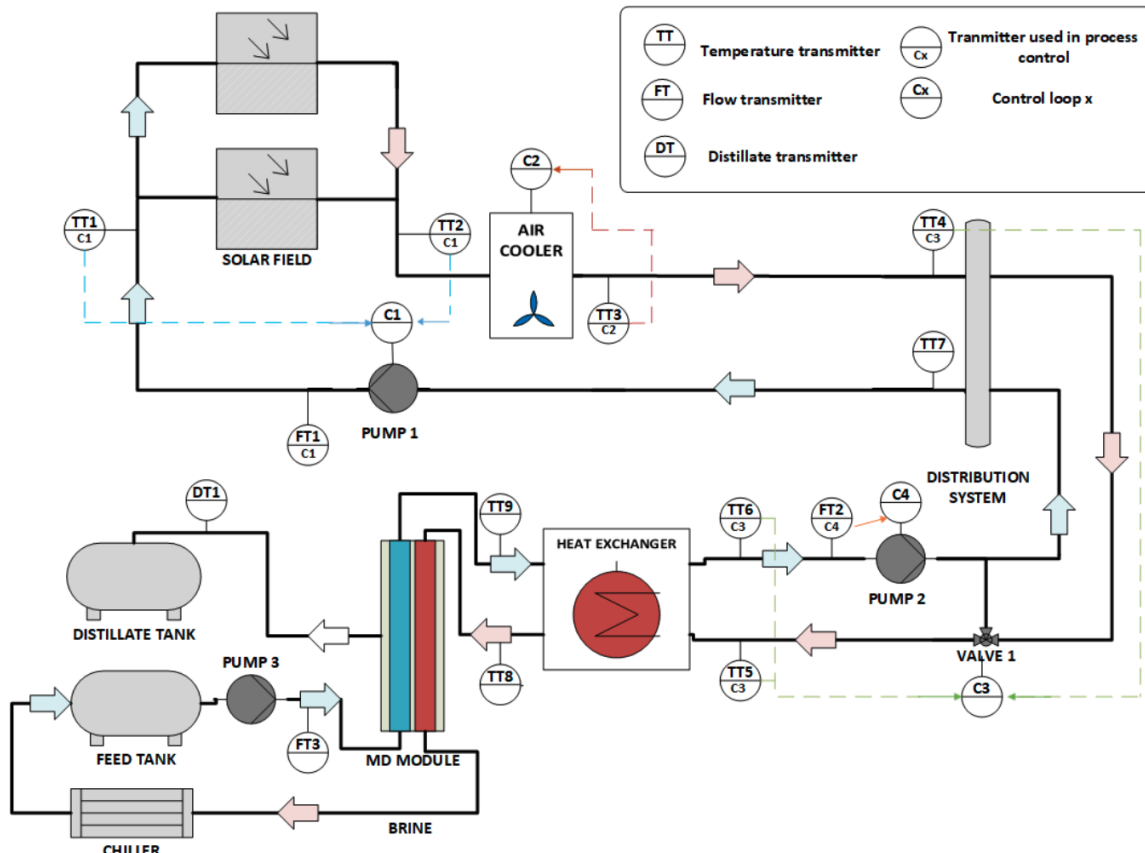 TT
Temperature transmitter
Cx
Tranmitter used in process
control
FT
Flow transmitter
Cx
Control loop x
DT
Distillate transmitter
C2
TT1
C1
SOLAR FIELD
TT2
C1
AIR
COOLER
TT4
C3
C1
TT3
C2
TT7
PUMP 1
FT1
C1
DISTRIBUTION
SYSTEM
DT1
TT9
TT6
C3
FT2
C4
C4
HEAT EXCHANGER
PUMP 2
DISTILLATE TANK
VALVE 1
PUMP 3
TT8
TT5
C3
C3
FT3
FEED TANK
MD MODULE
BRINE
CHILLER